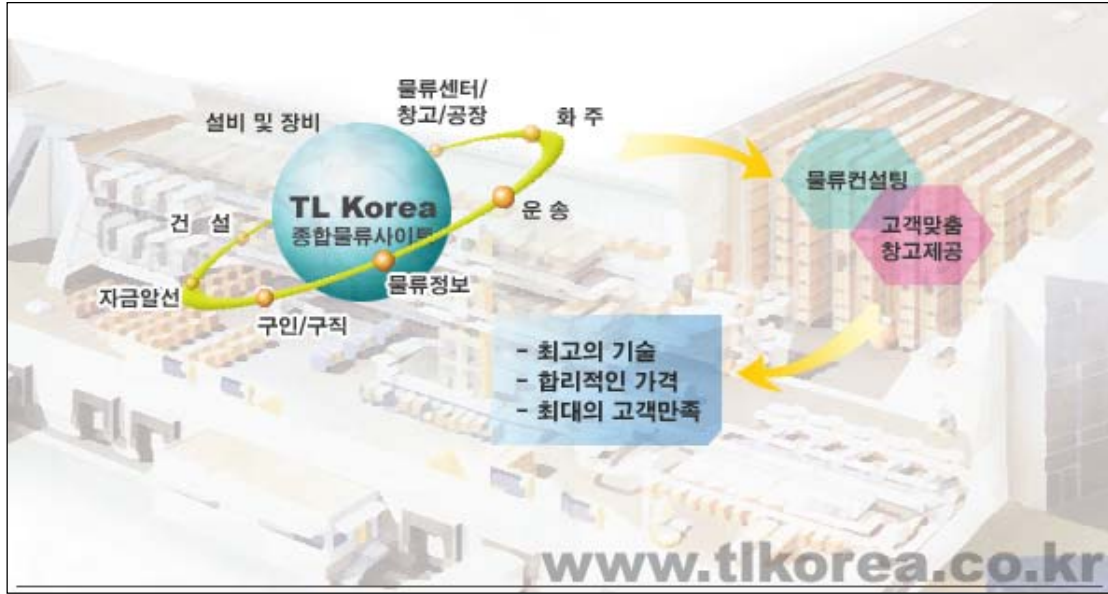 물류센터/
창고/공장
화 주
설비 및 장비
TL Korea
종합물류사이트
운 송
건 설
물류정보
자금알선
구인/구직
물류컨설팅
고객맞춤
창고제공
- 최고의 기술
- 합리적인 가격
- 최대의 고객만족
www.tlkorea.co.kr